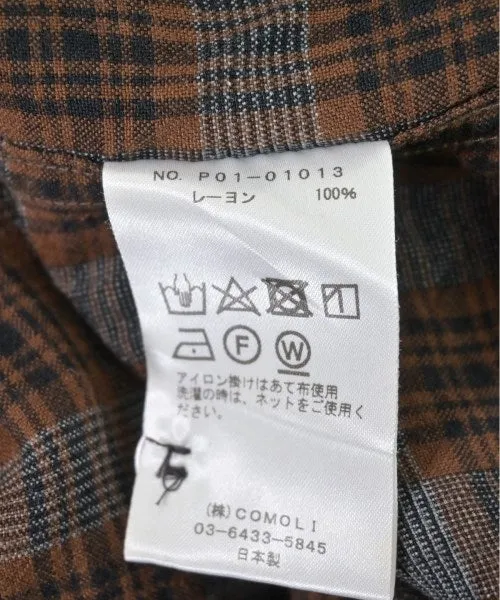 NO. P01-01013
レーヨン 100%
F W
アイロン掛けはあて布使用
洗濯の時は、ネットをご使用く
ださい。
(株)COMOLI
03-6433-5845
日本製